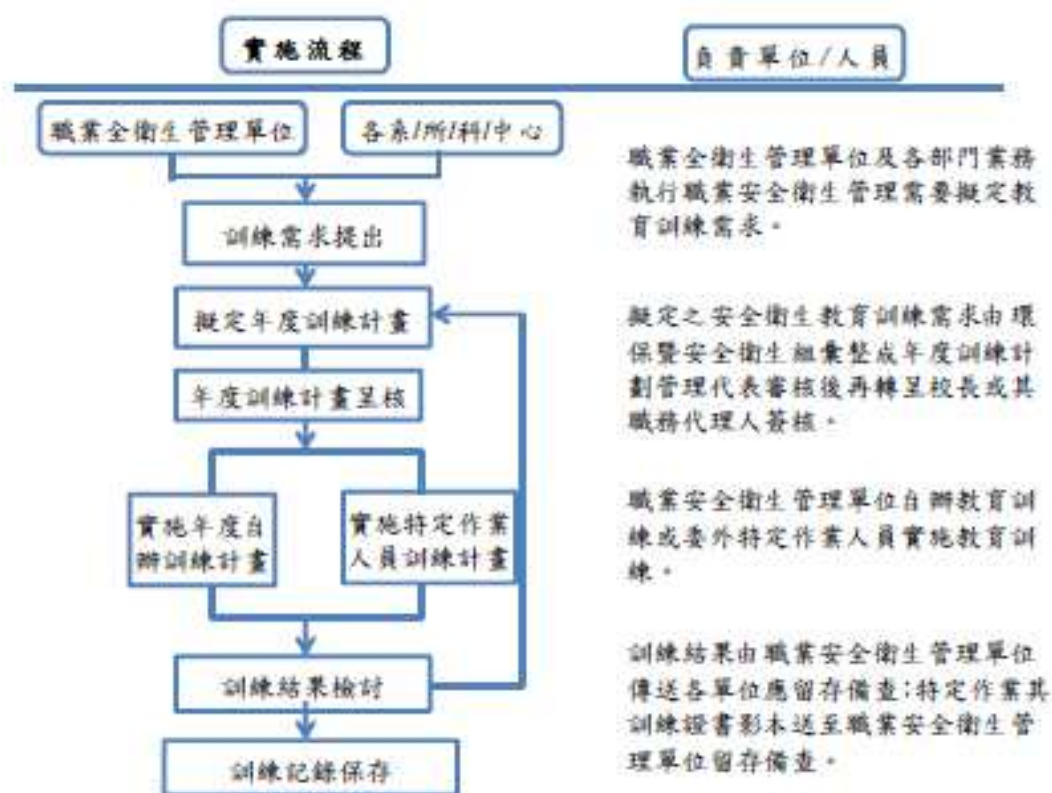 實施流程
負責單位/人員
職業全衛生管理單位
各系/所/科/中心
職業全衛生管理單位及各部門業務
執行職業安全衛生管理需要擬定教
育訓練需求。
訓練需求提出
擬定年度訓練計畫
擬定之安全衛生教育訓練需求由環
保暨安全衛生組彙整成年度訓練計
劃管理代表審核後再轉呈校長或其
職務代理人簽核。
年度訓練計畫呈核
實施年度自
辦訓練計畫
實施特定作業
人員訓練計畫
職業安全衛生管理單位自辦教育訓
練或委外特定作業人員實施教育訓
練。
訓練結果檢討
訓練結果由職業安全衛生管理單位
傳送各單位應留存備查;特定作業其
訓練證書影本送至職業安全衛生管
理單位留存備查。
訓練記錄保存